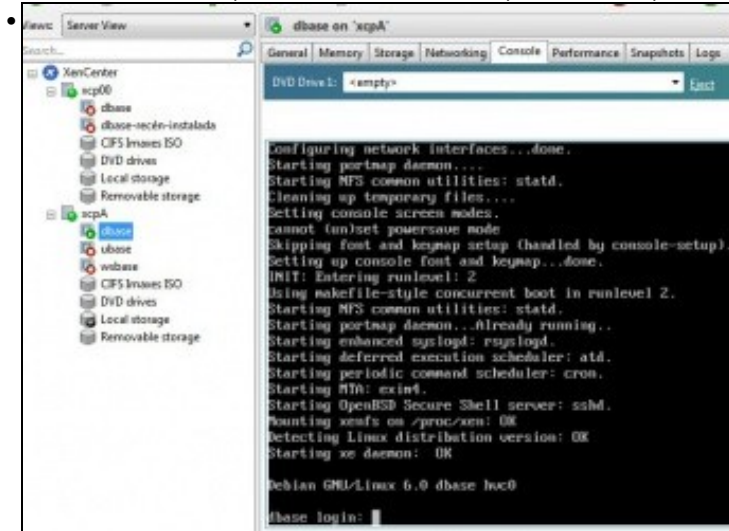 Views: Server View
dbase on 'xcpA'
Search...
General Memory Storage Networking Console Performance Snapshots Logs
XenCenter
DVD Drive 1: <empty> Eject
xcp00
dbase
dbase-recén-instalada
CIFS Imaxes ISO
DVD drives
Local storage
Removable storage
xcpA
dbase
ubase
wsbase
CIFS Imaxes ISO
DVD drives
Local storage
Removable storage
Configuring network interfaces...done.
Starting portmap daemon....
Starting NFS common utilities: statd.
Cleaning up temporary files....
Setting console screen modes.
cannot (un)set powersave mode
Skipping font and keymap setup (handled by console-setup).
Setting up console font and keymap...done.
INIT: Entering runlevel: 2
Using makefile-style concurrent boot in runlevel 2.
Starting NFS common utilities: statd.
Starting portmap daemon...Already running..
Starting enhanced syslogd: rsyslogd.
Starting deferred execution scheduler: atd.
Starting periodic command scheduler: cron.
Starting MTA: exim4.
Starting OpenBSD Secure Shell server: sshd.
Mounting xenfs on /proc/xen: OK
Detecting Linux distribution version: OK
Starting xe daemon:  OK
Debian GNU/Linux 6.0 dbase hvc0
dbase login: